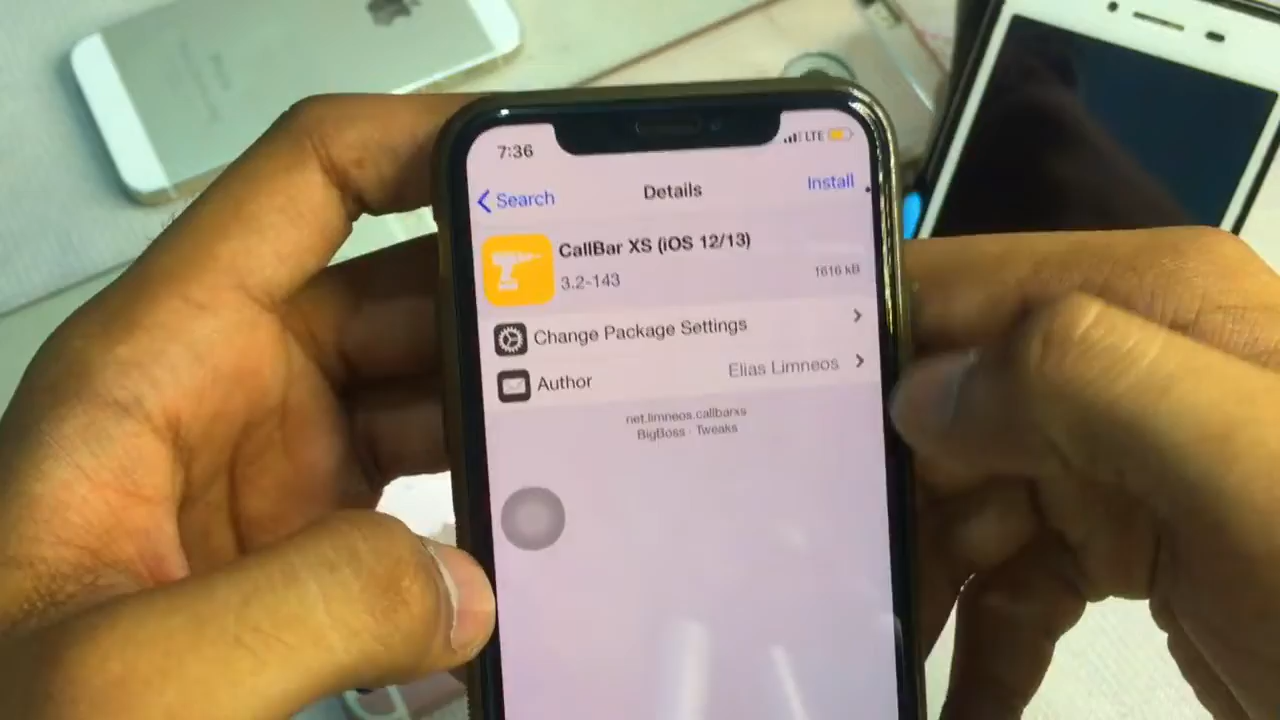 7:36
LTE
Search
Details
Install
CallBar XS (iOS 12/13)
3.2-143
1616 kB
Change Package Settings
Author
Elias Limneos
net.limneos.callbarxs
BigBoss · Tweaks